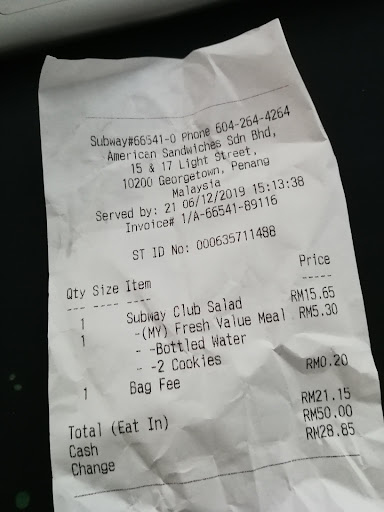 Subway#66541-0 Phone 604-264-4264
American Sandwiches Sdn Bhd,
15 & 17 Light Street,
10200 Georgetown, Penang
Malaysia
Served by: 21 06/12/2019 15:13:38
Invoice# 1/A-66541-89116
ST ID No: 000635711488
Qty Size Item Price
--- ---- ---- -----
1 Subway Club Salad RM15.65
1 -(MY) Fresh Value Meal RM5.30
- -Bottled Water
- -2 Cookies
1 Bag Fee RM0.20
Total (Eat In) RM21.15
Cash RM50.00
Change RM28.85